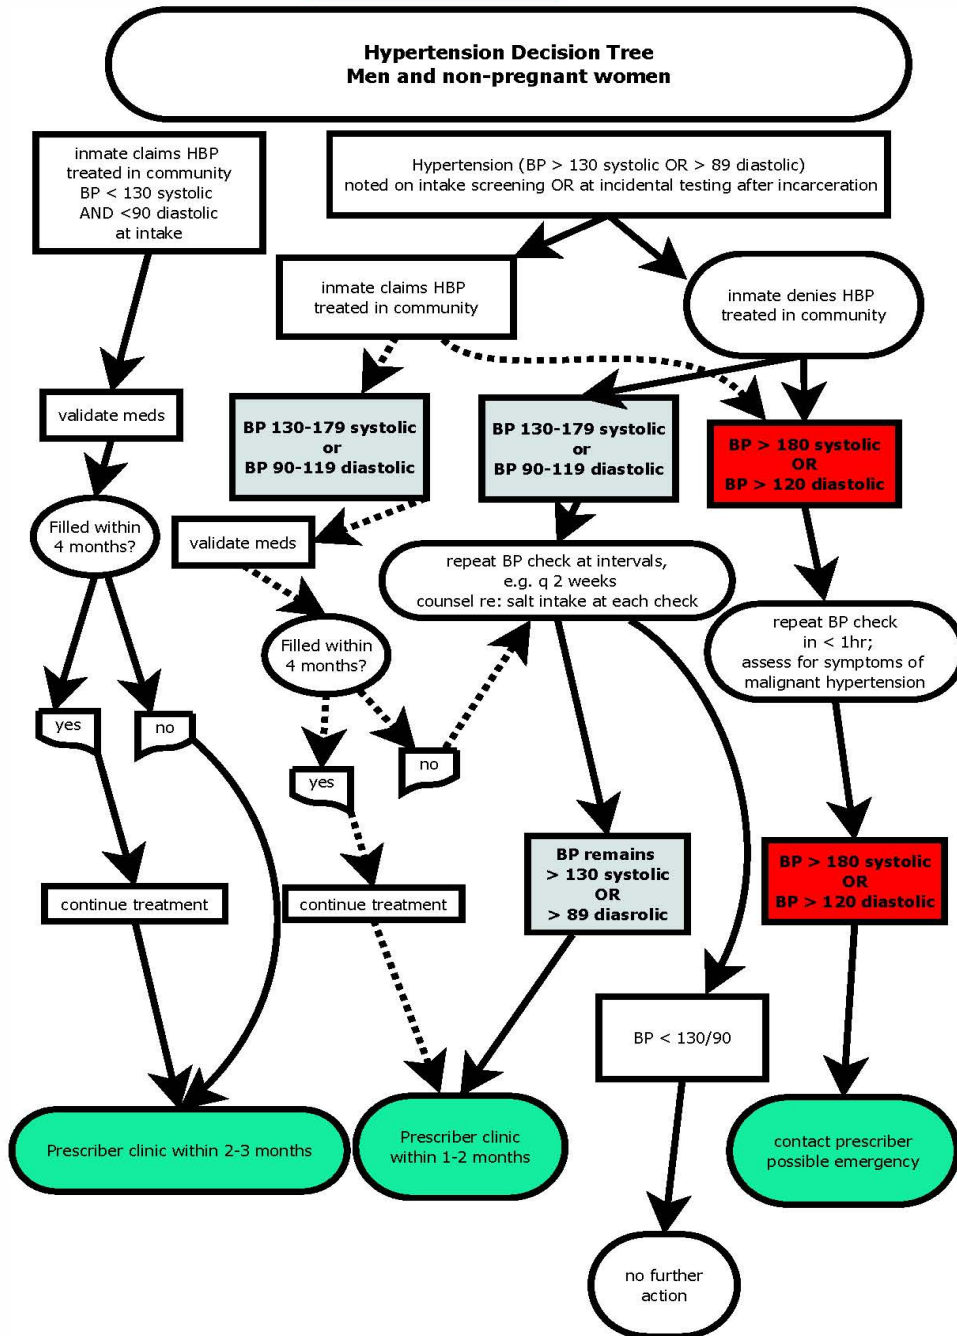 Hypertension Decision Tree
Men and non-pregnant women
inmate claims HBP
treated in community
BP < 130 systolic
AND <90 diastolic
at intake
Hypertension (BP > 130 systolic OR > 89 diastolic)
noted on intake screening OR at incidental testing after incarceration
inmate claims HBP
treated in community
inmate denies HBP
treated in community
validate meds
BP 130-179 systolic
or
BP 90-119 diastolic
BP 130-179 systolic
or
BP 90-119 diastolic
BP > 180 systolic
OR
BP > 120 diastolic
Filled within
4 months?
validate meds
repeat BP check at intervals,
e.g. q 2 weeks
counsel re: salt intake at each check
Filled within
4 months?
repeat BP check
in < 1hr;
assess for symptoms of
malignant hypertension
yes
no
yes
no
BP remains
> 130 systolic
OR
> 89 diasrolic
BP > 180 systolic
OR
BP > 120 diastolic
continue treatment
continue treatment
BP < 130/90
Prescriber clinic within 2-3 months
Prescriber clinic
within 1-2 months
contact prescriber
possible emergency
no further
action